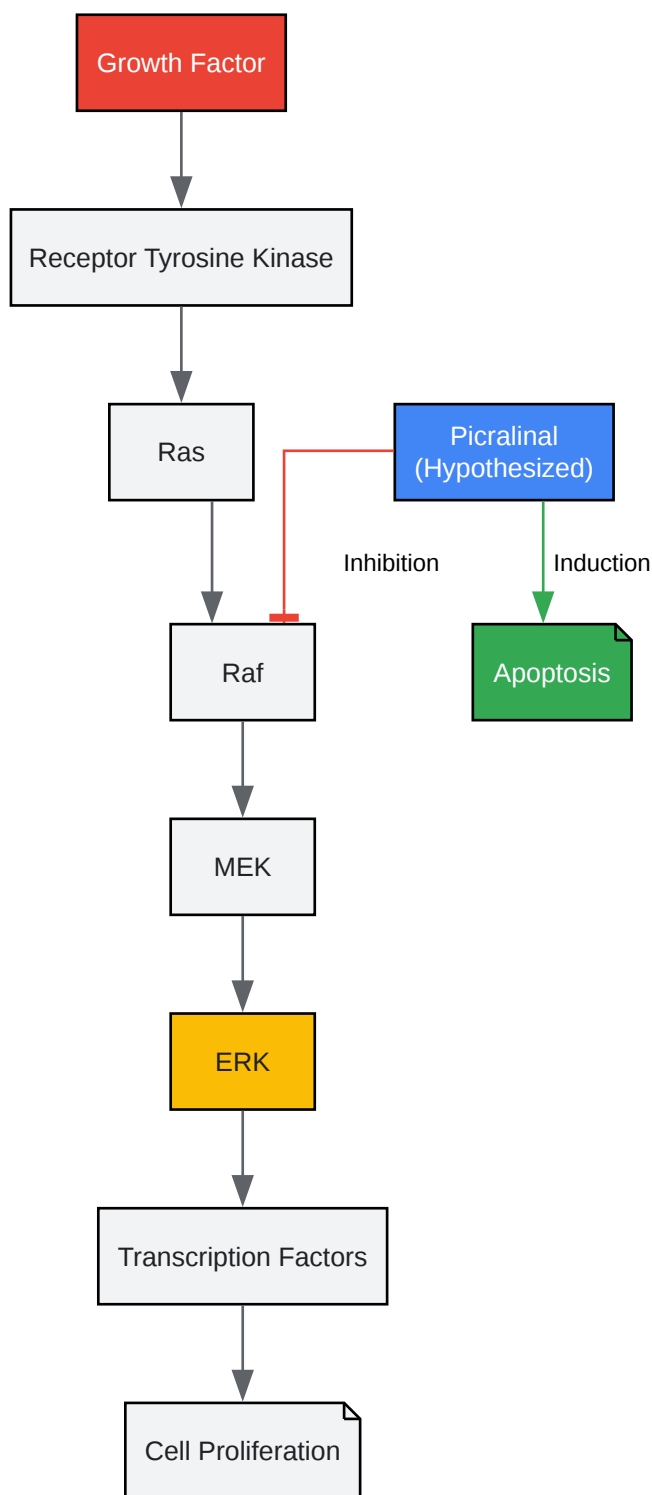 Growth Factor
Receptor Tyrosine Kinase
Ras
Picralinal
(Hypothesized)
Inhibition
Induction
Raf
Apoptosis
MEK
ERK
Transcription Factors
Cell Proliferation